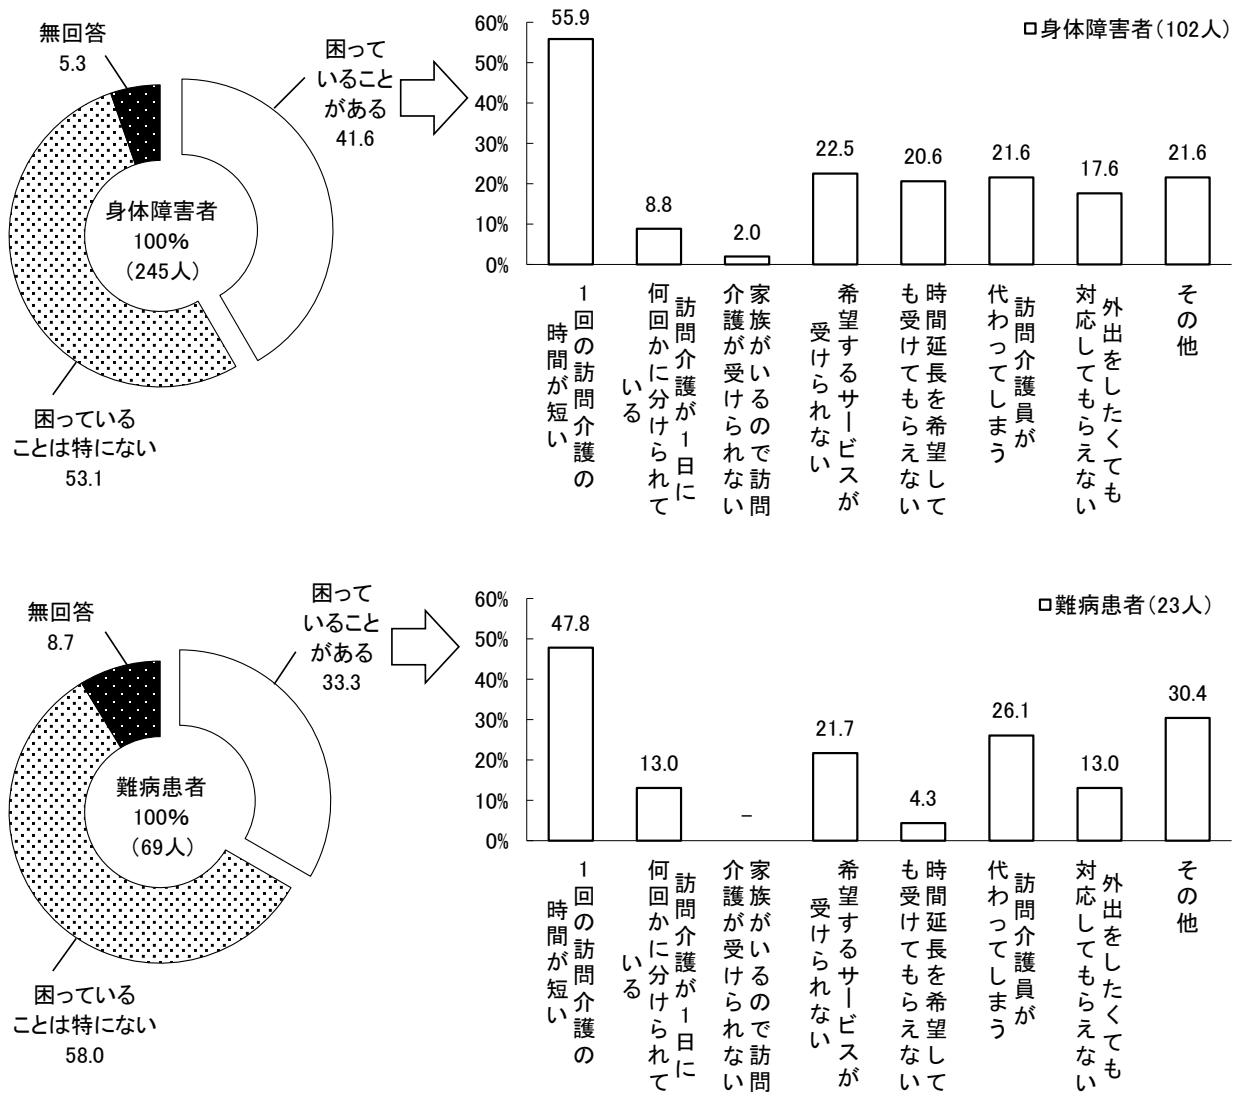 無回答
5.3
困って
いること
がある
41.6
身体障害者
100%
(245人)
困っている
ことは特にない
53.1
□身体障害者(102人)
60%
50%
40%
30%
20%
10%
0%
55.9
8.8
2.0
22.5
20.6
21.6
17.6
21.6
1回の訪問介護の
時間が短い
訪問介護が1日に
何回かに分けられて
いる
家族がいるので訪問
介護が受けられない
希望するサービスが
受けられない
時間延長を希望して
も受けてもらえない
訪問介護員が
代わってしまう
外出をしたくても
対応してもらえない
その他
無回答
8.7
困って
いること
がある
33.3
難病患者
100%
(69人)
困っている
ことは特にない
58.0
□難病患者(23人)
60%
50%
40%
30%
20%
10%
0%
47.8
13.0
-
21.7
4.3
26.1
13.0
30.4
1回の訪問介護の
時間が短い
訪問介護が1日に
何回かに分けられて
いる
家族がいるので訪問
介護が受けられない
希望するサービスが
受けられない
時間延長を希望して
も受けてもらえない
訪問介護員が
代わってしまう
外出をしたくても
対応してもらえない
その他